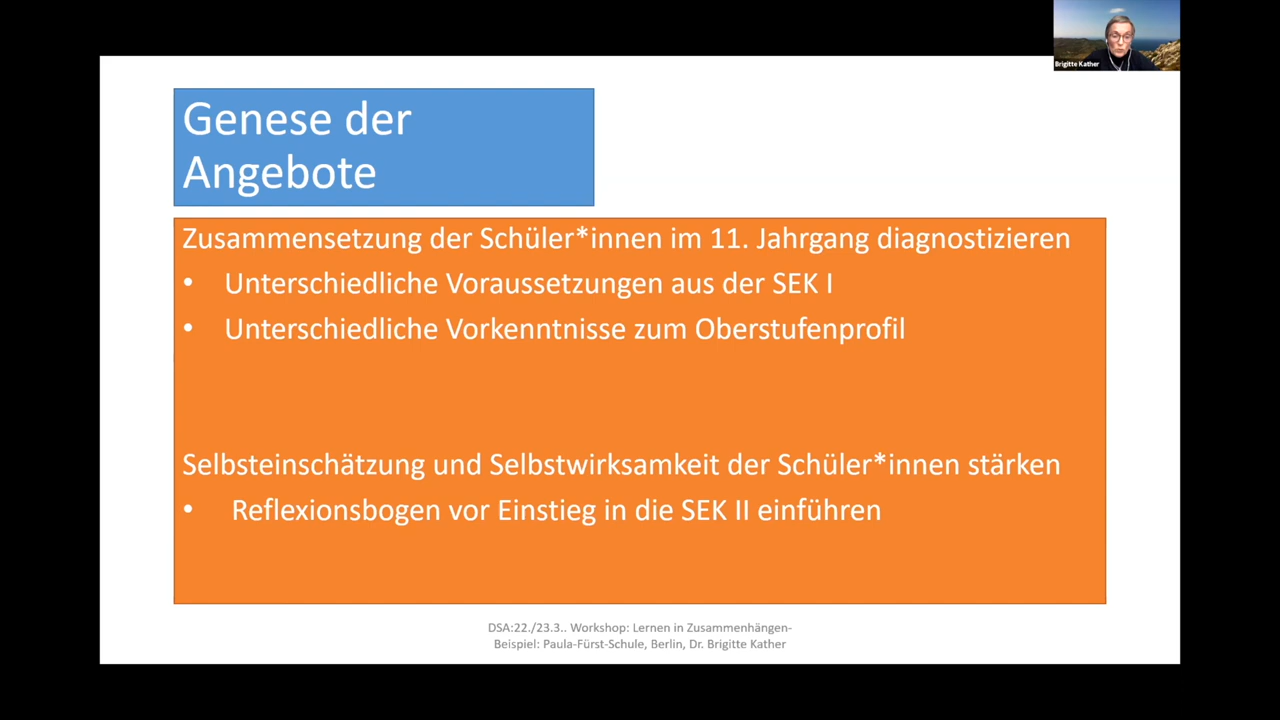 Brigitte Kather
Genese der
Angebote
Zusammensetzung der Schüler*innen im 11. Jahrgang diagnostizieren
• Unterschiedliche Voraussetzungen aus der SEK I
• Unterschiedliche Vorkenntnisse zum Oberstufenprofil
Selbsteinschätzung und Selbstwirksamkeit der Schüler*innen stärken
• Reflexionsbogen vor Einstieg in die SEK II einführen
DSA:22./23.3.. Workshop: Lernen in Zusammenhängen-
Beispiel: Paula-Fürst-Schule, Berlin, Dr. Brigitte Kather